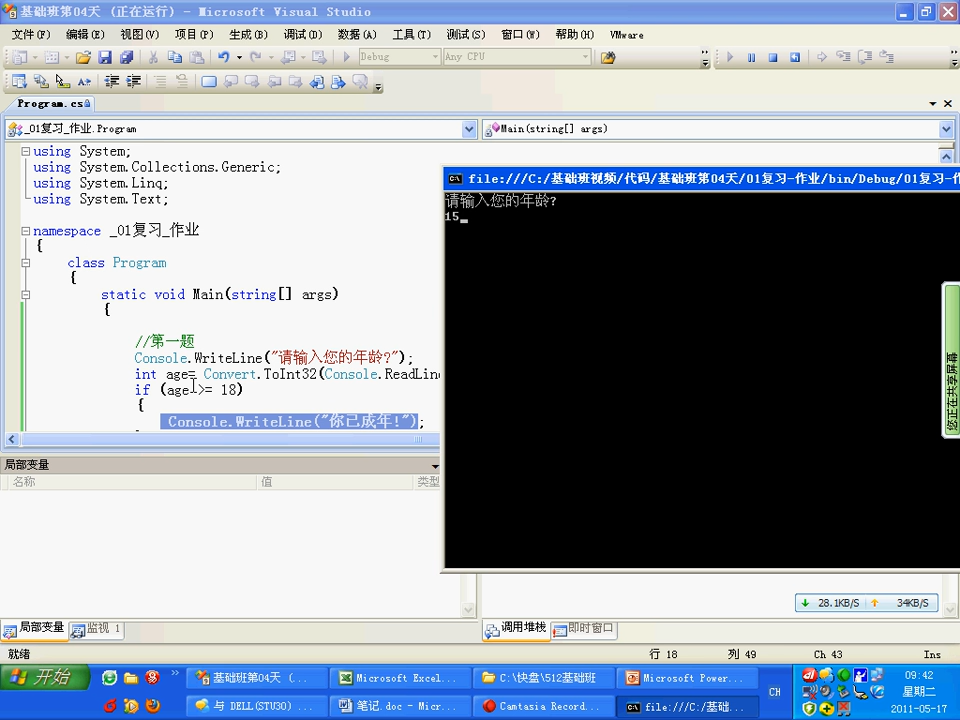 基础班第04天 (正在运行) - Microsoft Visual Studio
文件(F) 编辑(E) 视图(V) 项目(P) 生成(B) 调试(D) 数据(A) 工具(T) 测试(S) 窗口(W) 帮助(H) VMware
Debug Any CPU
Program.cs
_01复习_作业.Program Main(string[] args)
using System;
using System.Collections.Generic;
using System.Linq;
using System.Text;
namespace _01复习_作业
{
class Program
{
static void Main(string[] args)
{
//第一题
Console.WriteLine("请输入您的年龄?");
int age= Convert.ToInt32(Console.ReadLine
if (age >= 18)
{
Console.WriteLine("你已成年!");
file:///C:/基础班视频/代码/基础班第04天/01复习-作业/bin/Debug/01复习-作
请输入您的年龄?
15_
您正在共享屏幕
局部变量
名称 值 类型
28.1KB/S 34KB/S
局部变量 监视 1 调用堆栈 即时窗口
就绪 行 18 列 49 Ch 43 Ins
开始 基础班第04天 (... Microsoft Excel... C:\快盘\512基础班 Microsoft Power... CH 09:42
星期二
与 DELL(STU30) ... 笔记.doc - Micr... Camtasia Record... file:///C:/基础... 2011-05-17